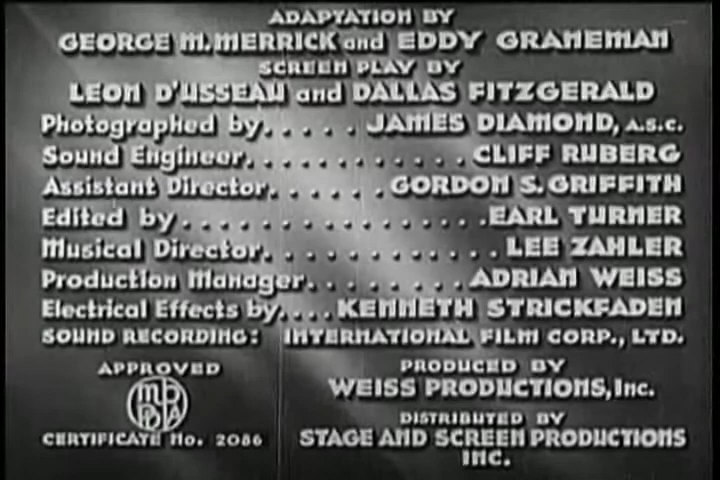 ADAPTATION BY
GEORGE M. MERRICK and EDDY GRANEMAN
SCREEN PLAY BY
LEON D'USSEAU and DALLAS FITZGERALD
Photographed by. . . . . JAMES DIAMOND, A.S.C.
Sound Engineer. . . . . . . . . . . . CLIFF RUBERG
Assistant Director. . . . . . . GORDON S. GRIFFITH
Edited by . . . . . . . . . . . . . . . . . EARL TURNER
Musical Director. . . . . . . . . . . . . LEE ZAHLER
Production Manager. . . . . . . . ADRIAN WEISS
Electrical Effects by. . . . KENNETH STRICKFADEN
SOUND RECORDING: INTERNATIONAL FILM CORP., LTD.
APPROVED
MPPDA
CERTIFICATE No. 2086
PRODUCED BY
WEISS PRODUCTIONS, Inc.
DISTRIBUTED BY
STAGE AND SCREEN PRODUCTIONS
INC.